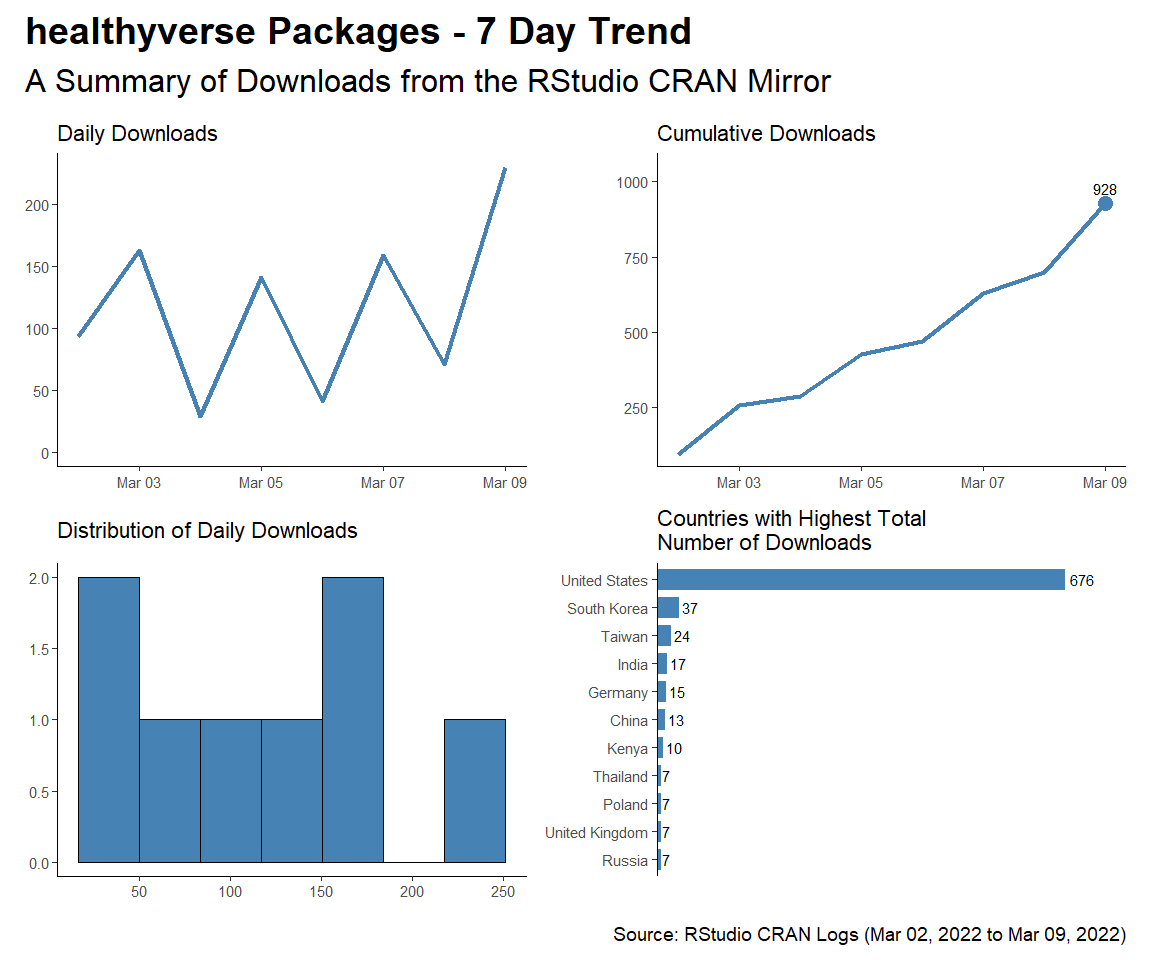 healthyverse Packages - 7 Day Trend
A Summary of Downloads from the RStudio CRAN Mirror
Daily Downloads
200
150
100
50
0
Mar 03 Mar 05 Mar 07 Mar 09
Cumulative Downloads
1000
750
500
250
928
Mar 03 Mar 05 Mar 07 Mar 09
Distribution of Daily Downloads
2.0
1.5
1.0
0.5
0.0
50 100 150 200 250
Countries with Highest Total
Number of Downloads
United States 676
South Korea 37
Taiwan 24
India 17
Germany 15
China 13
Kenya 10
Thailand 7
Poland 7
United Kingdom 7
Russia 7
Source: RStudio CRAN Logs (Mar 02, 2022 to Mar 09, 2022)